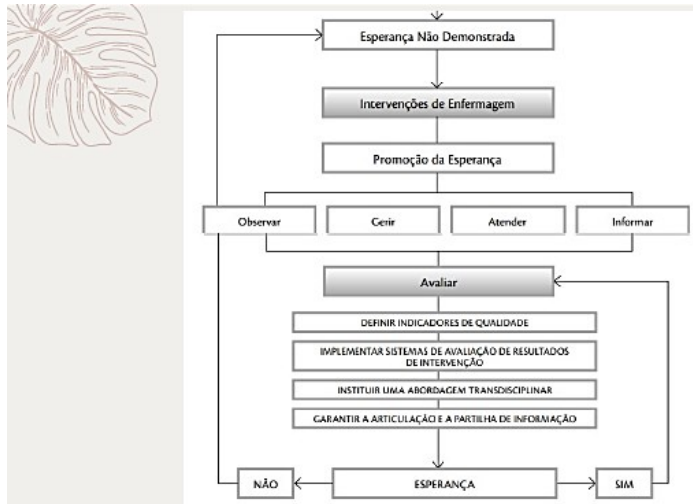 Esperança Não Demonstrada
Intervenções de Enfermagem
Promoção da Esperança
Observar
Gerir
Atender
Informar
Avaliar
DEFINIR INDICADORES DE QUALIDADE
IMPLEMENTAR SISTEMAS DE AVALIAÇÃO DE RESULTADOS
DE INTERVENÇÃO
INSTITUIR UMA ABORDAGEM TRANSDISCIPLINAR
GARANTIR A ARTICULAÇÃO E A PARTILHA DE INFORMAÇÃO
NÃO
ESPERANÇA
SIM